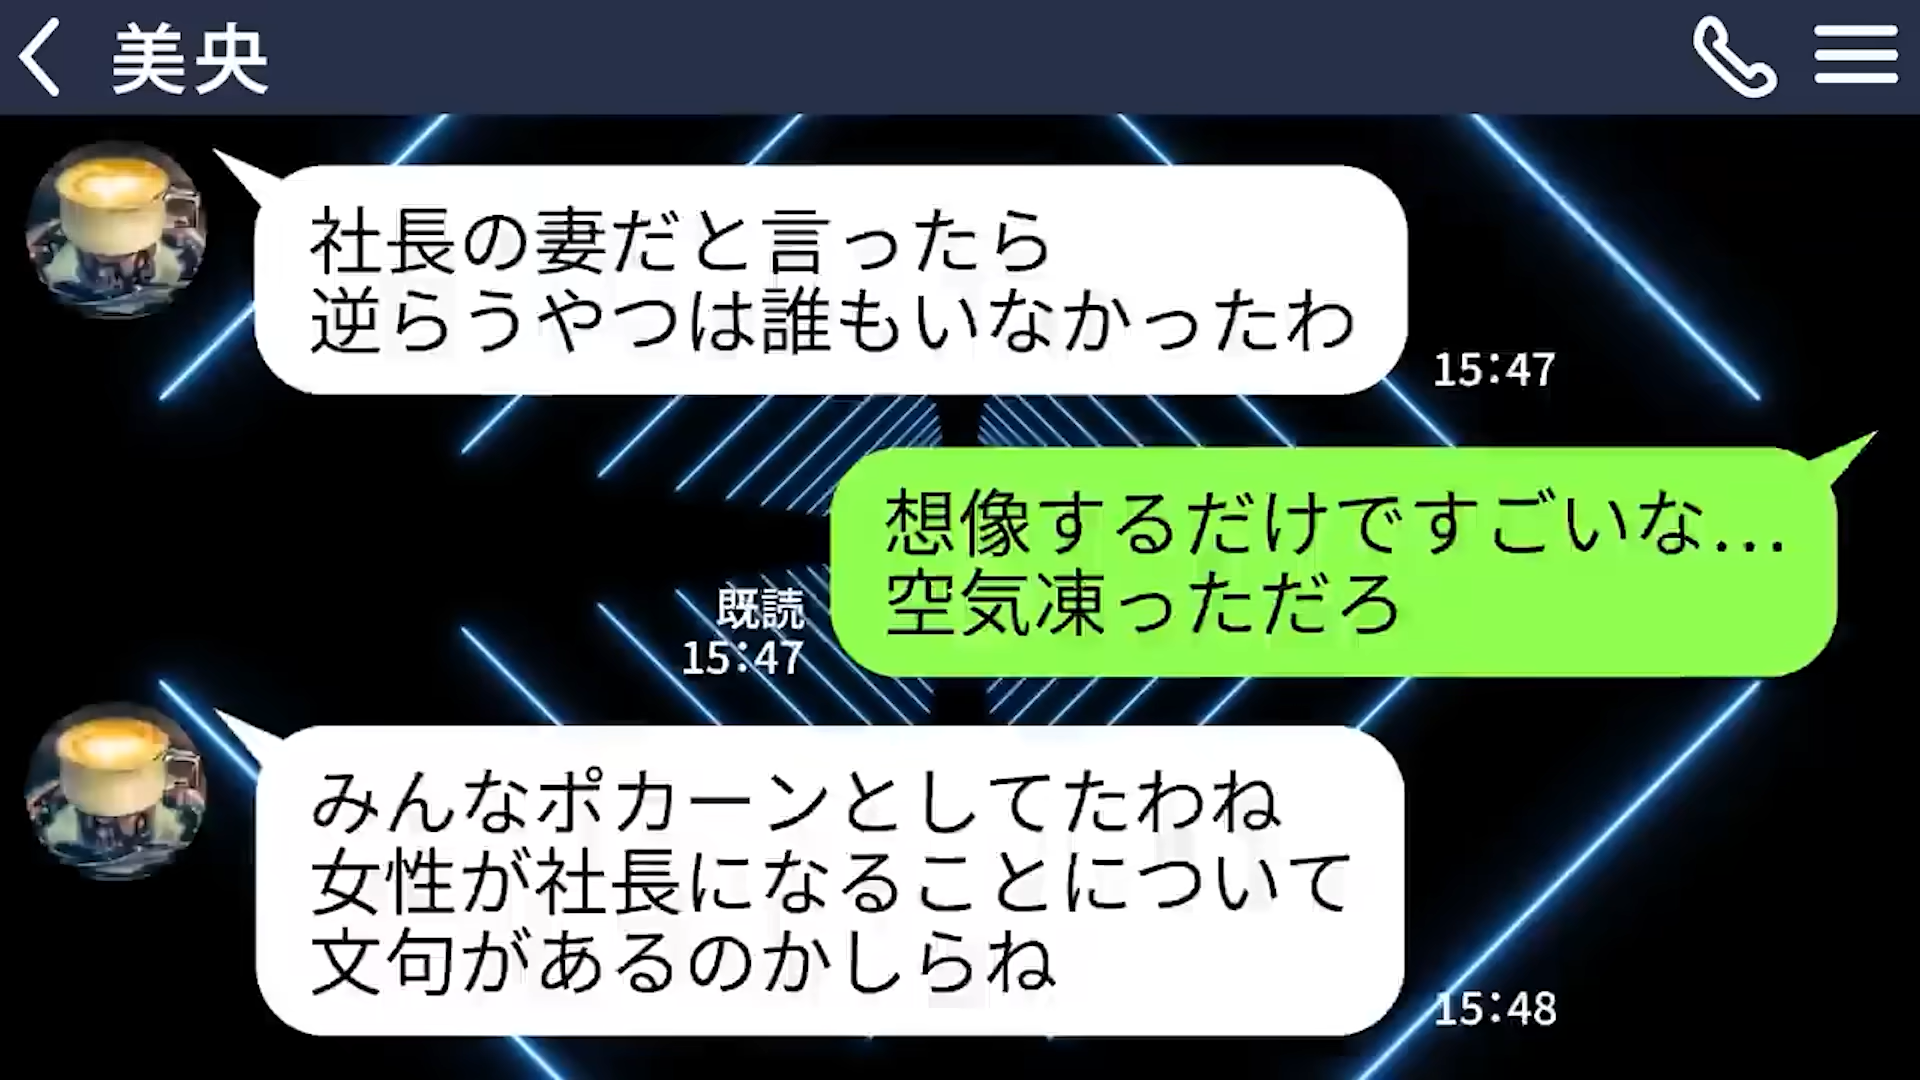 美央
社長の妻だと言ったら
逆らうやつは誰もいなかったわ
15:47
想像するだけですごいな…
空気凍っただろ
既読
15:47
みんなポカーンとしてたわね
女性が社長になることについて
文句があるのかしらね
15:48